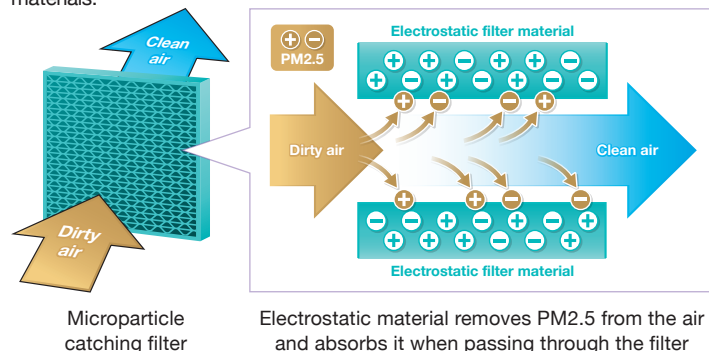 materials.
Clean
air
Dirty
air
Microparticle
catching filter
PM2.5
Electrostatic filter material
Dirty air
Clean air
Electrostatic filter material
Electrostatic material removes PM2.5 from the air
and absorbs it when passing through the filter